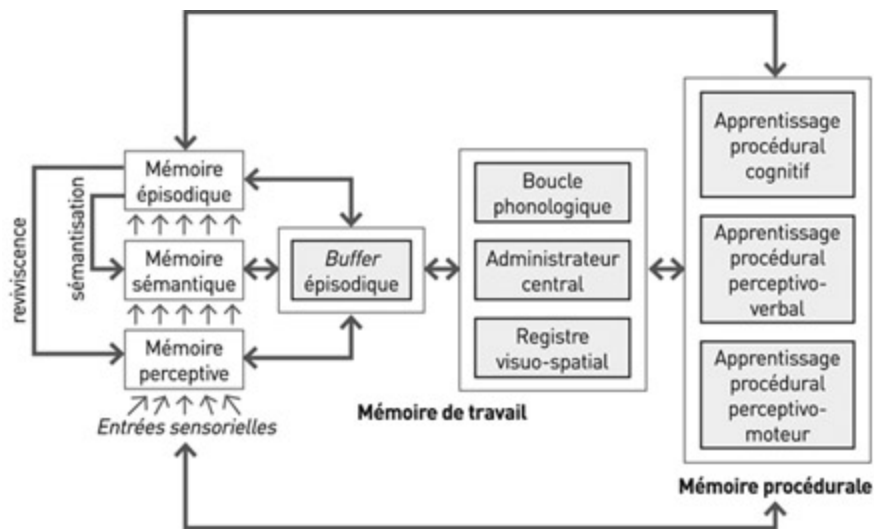 reviviscence
sémantisation
Mémoire
épisodique
Mémoire
sémantique
Mémoire
perceptive
Entrées sensorielles
Buffer
épisodique
Boucle
phonologique
Administrateur
central
Registre
visuo-spatial
Mémoire de travail
Apprentissage
procédural
cognitif
Apprentissage
procédural
perceptivo-
verbal
Apprentissage
procédural
perceptivo-
moteur
Mémoire procédurale